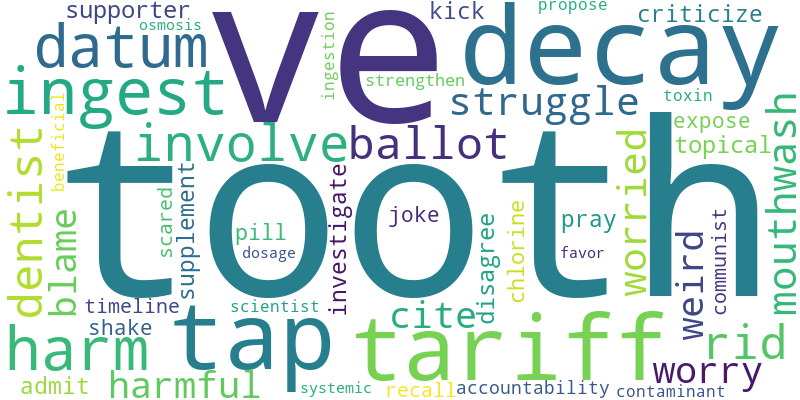 supporter
osmosis
ve
kick
propose
criticize
datum
ingestion
decay
ingest
strengthen
struggle
toxin
beneficial
involve
ballot
expose
topical
mouthwash
dentist
tooth
worried
blame
scared
supplement
pill
dosage
investigate
joke
disagree
chlorine
pray
favor
weird
communist
timeline
scientist
shake
tap
cite
tariff
rid
harm
worry
admit
harmful
systemic
recall
accountability
contaminant